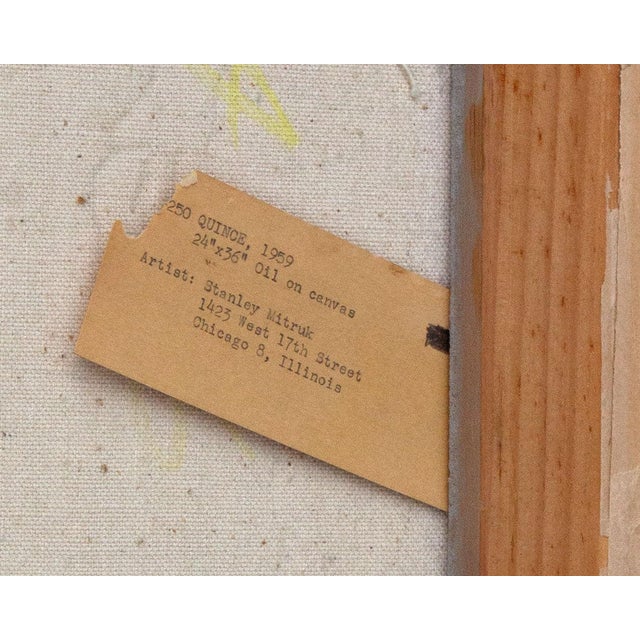 250 QUINCE, 1959
24"x36" Oil on canvas
Artist: Stanley Mitruk
1423 West 17th Street
Chicago 8, Illinois